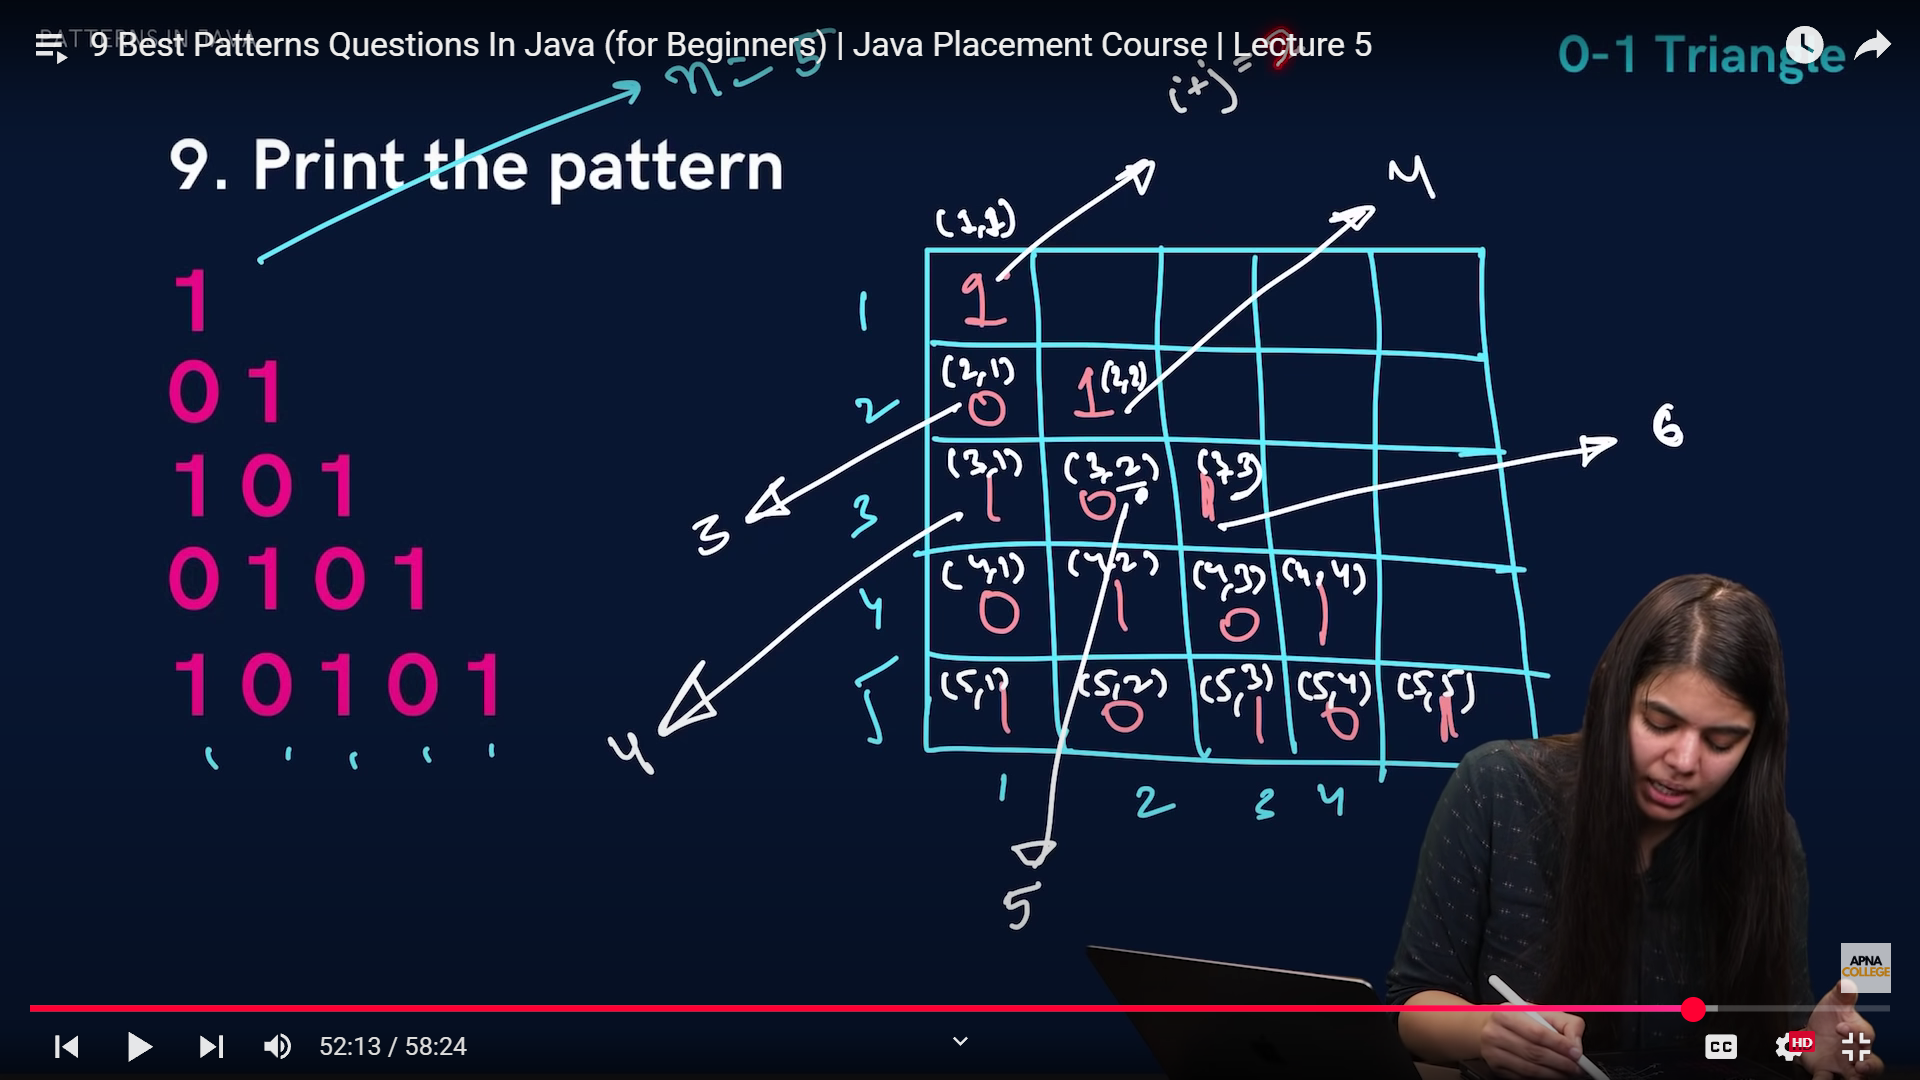 PATTERNS IN JAVA
9 Best Patterns Questions In Java (for Beginners) | Java Placement Course | Lecture 5
0-1 Triangle
n = 5
i+j =
9. Print the pattern
4
(1,1)
1
1
1
(2,1) (2,2)
0 1
2
0 1
6
(3,1) (3,2) (3,3)
1 0 1
3
1 0 1
3
(4,1) (4,2) (4,3) (4,4)
0 1 0 1
4
0 1 0 1
(5,1) (5,2) (5,3) (5,4) (5,5)
1 0 1 0 1
5
1 0 1 0 1
4
1 2 3 4
5
APNA
COLLEGE
52:13 / 58:24
CC
HD